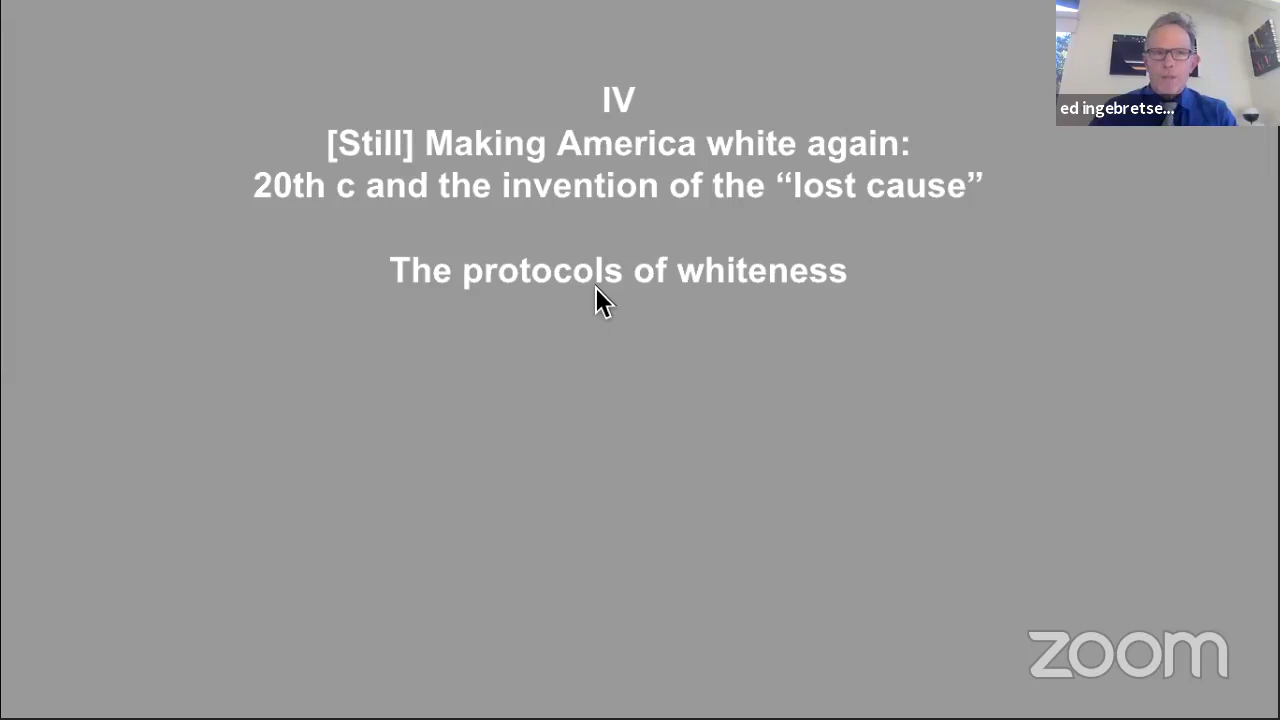 IV
[Still] Making America white again:
20th c and the invention of the “lost cause”
The protocols of whiteness
ed ingebretse...
zoom